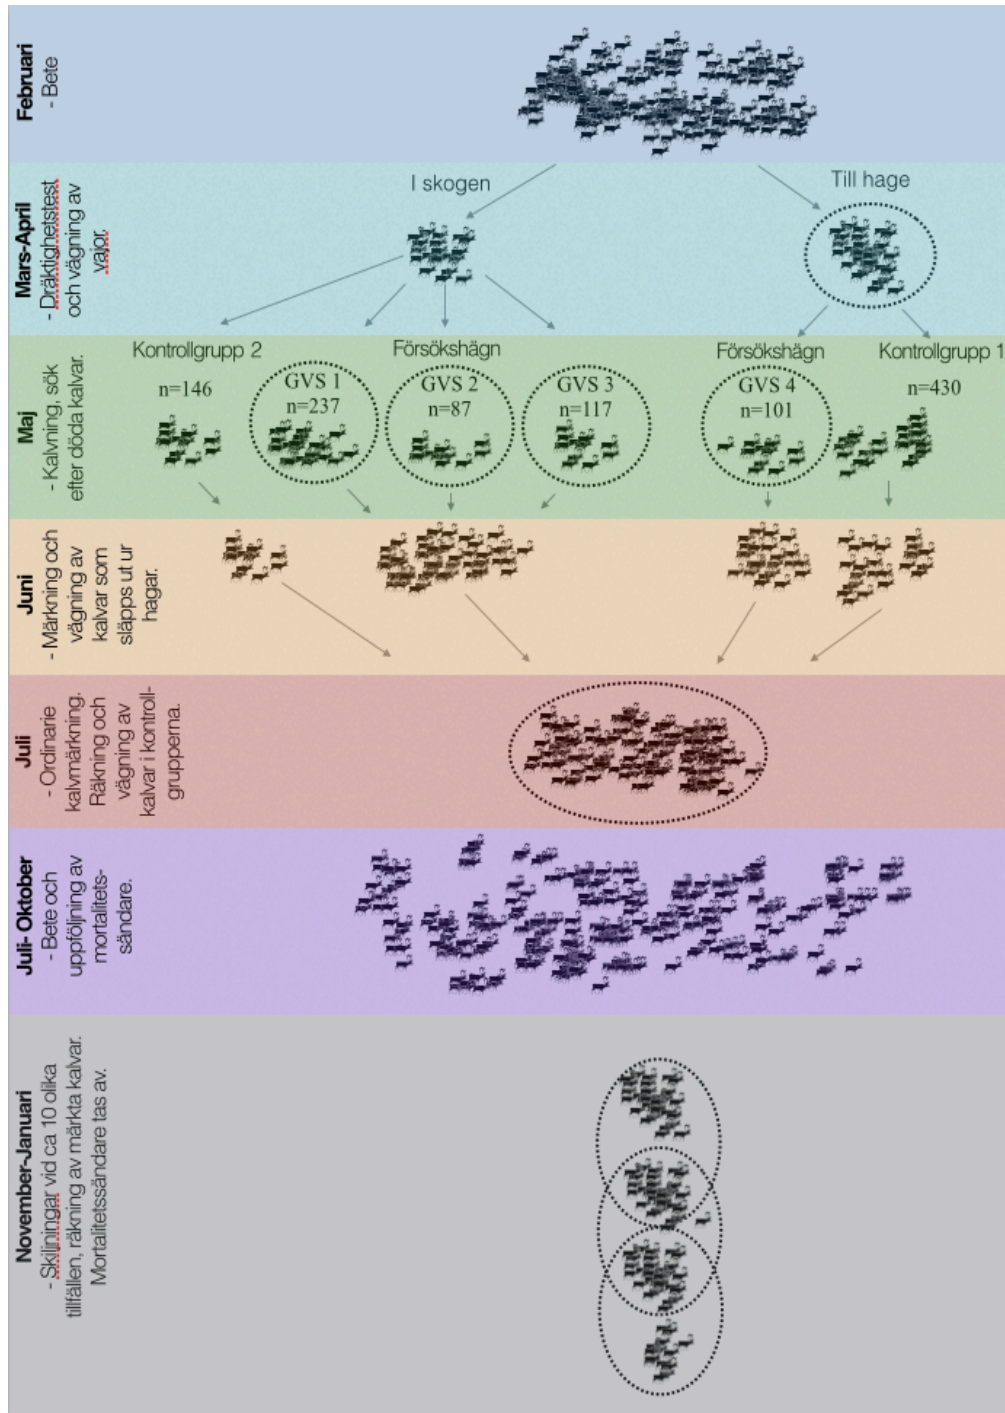 Februari
- Bete
I skogen
Till hage
Mars-April
- Dräktighetstest
och vägning av
vajor.
Kontrollgrupp 2
n=146
GVS 1
n=237
Försökshägn
GVS 2
n=87
GVS 3
n=117
Försökshägn
GVS 4
n=101
Kontrollgrupp 1
n=430
Maj
- Kalvning, sök
efter döda kalvar.
Juni
- Märkning och
vägning av
kalvar som
släpps ut ur
hagar.
Juli
- Ordinarie
kalvmärkning.
Räkning och
vägning av
kalvar i kontroll-
grupperna.
Juli- Oktober
- Bete och
uppföljning av
mortalitets-
sändare.
November-Januari
- Skiljningar vid ca 10 olika
tillfällen, räkning av märkta kalvar.
Mortalitetssändare tas av.